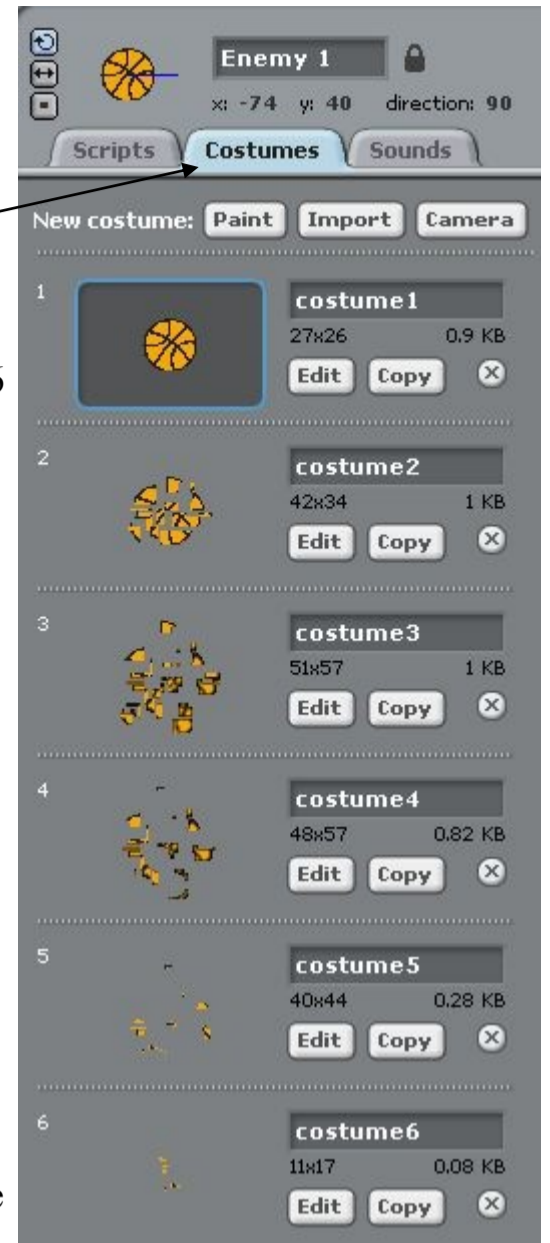 Enemy 1
x: -74 y: 40 direction: 90
Scripts Costumes Sounds
New costume: Paint Import Camera
1
costume1
27x26 0.9 KB
Edit Copy
2
costume2
42x34 1 KB
Edit Copy
3
costume3
51x57 1 KB
Edit Copy
4
costume4
48x57 0.82 KB
Edit Copy
5
costume5
40x44 0.28 KB
Edit Copy
6
costume6
11x17 0.08 KB
Edit Copy